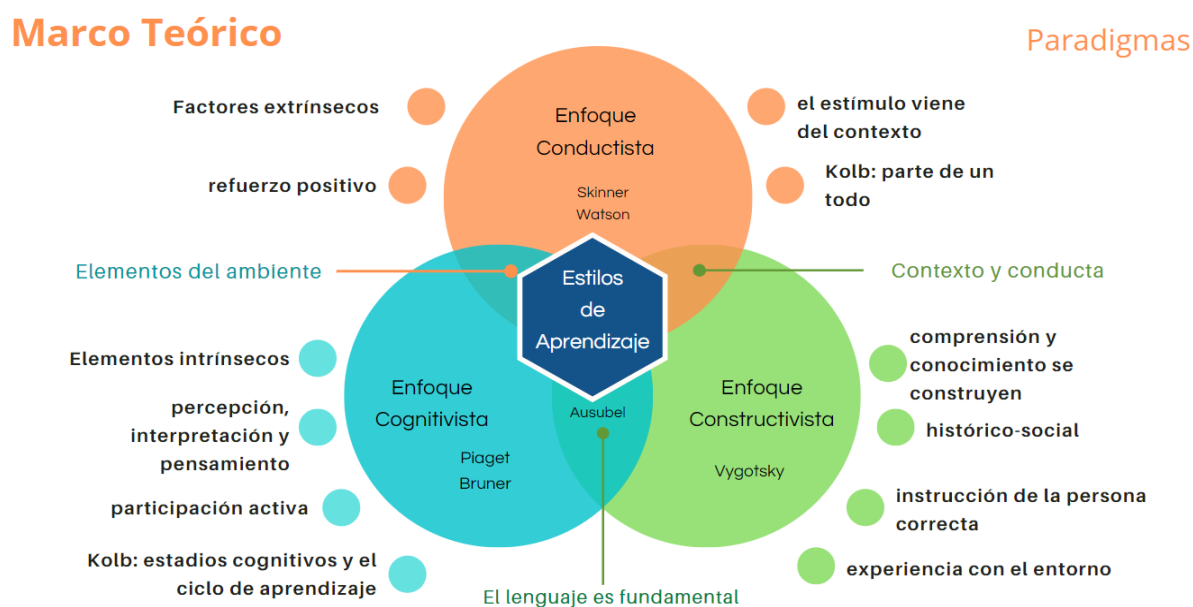 Marco Teórico
Paradigmas
Factores extrínsecos
refuerzo positivo
Enfoque
Conductista
Skinner
Watson
el estímulo viene
del contexto
Kolb: parte de un
todo
Elementos del ambiente
Estilos
de
Aprendizaje
Contexto y conducta
Elementos intrínsecos
percepción,
interpretación y
pensamiento
participación activa
Kolb: estadios cognitivos y el
ciclo de aprendizaje
Enfoque
Cognitivista
Piaget
Bruner
Ausubel
Enfoque
Constructivista
Vygotsky
comprensión y
conocimiento se
construyen
histórico-social
instrucción de la persona
correcta
experiencia con el entorno
El lenguaje es fundamental